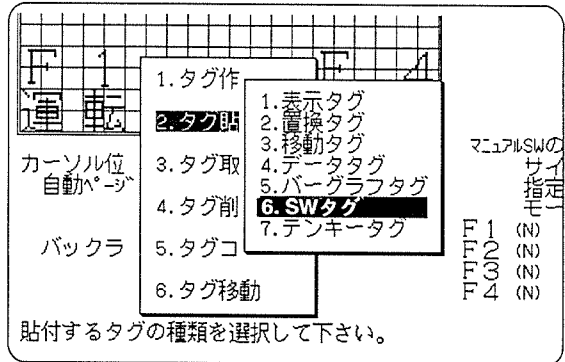 F 1 F 4
運 転
1.タグ作
2.タグ貼
3.タグ取
4.タグ削
5.タグコ
6.タグ移動
1.表示タグ
2.置換タグ
3.移動タグ
4.データタグ
5.バーグラフタグ
6.SWタグ
7.テンキータグ
カーソル位
自動ページ
バックラ
マニュアルSWの
サイ
指定
モー
F1 (N)
F2 (N)
F3 (N)
F4 (N)
貼付するタグの種類を選択して下さい。